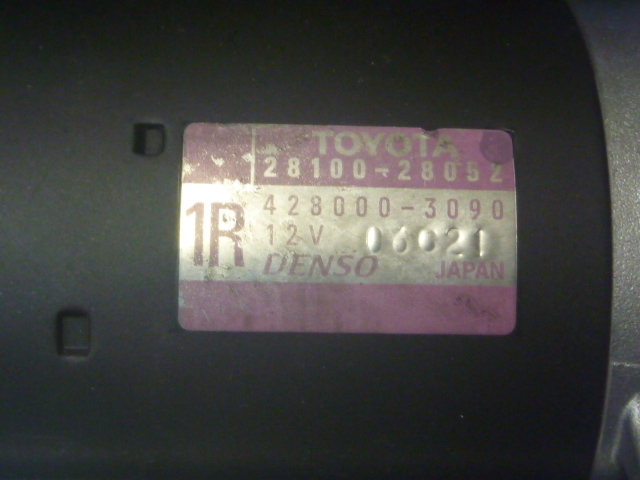 TOYOTA
28100-28052
1R
428000-3090
12V 06021
DENSO JAPAN